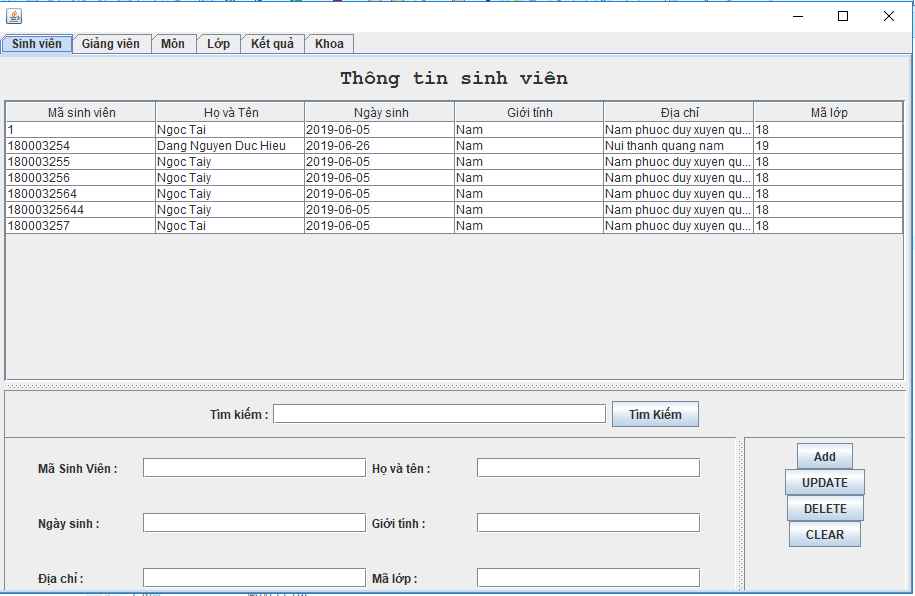 Sinh viên Giảng viên Môn Lớp Kết quả Khoa
Thông tin sinh viên
Mã sinh viên Họ và Tên Ngày sinh Giới tính Địa chỉ Mã lớp
1 Ngoc Tai 2019-06-05 Nam Nam phuoc duy xuyen qu... 18
180003254 Dang Nguyen Duc Hieu 2019-06-26 Nam Nui thanh quang nam 19
180003255 Ngoc Taiy 2019-06-05 Nam Nam phuoc duy xuyen qu... 18
180003256 Ngoc Taiy 2019-06-05 Nam Nam phuoc duy xuyen qu... 18
1800032564 Ngoc Taiy 2019-06-05 Nam Nam phuoc duy xuyen qu... 18
18000325644 Ngoc Taiy 2019-06-05 Nam Nam phuoc duy xuyen qu... 18
180003257 Ngoc Tai 2019-06-05 Nam Nam phuoc duy xuyen qu... 18
Tìm kiếm : Tìm Kiếm
Mã Sinh Viên : Họ và tên : Add
UPDATE
DELETE
Ngày sinh : Giới tính : CLEAR
Địa chỉ : Mã lớp :